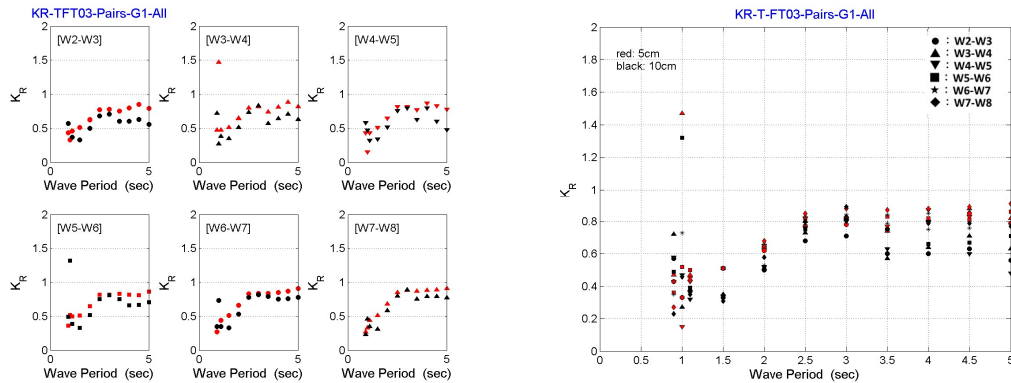 KR-TFT03-Pairs-G1-All
2
1.5
1
0.5
0
K_R
[W2-W3]
0
5
Wave Period (sec)
2
1.5
1
0.5
0
K_R
[W3-W4]
0
5
Wave Period (sec)
2
1.5
1
0.5
0
K_R
[W4-W5]
0
5
Wave Period (sec)
2
1.5
1
0.5
0
K_R
[W5-W6]
0
5
Wave Period (sec)
2
1.5
1
0.5
0
K_R
[W6-W7]
0
5
Wave Period (sec)
2
1.5
1
0.5
0
K_R
[W7-W8]
0
5
Wave Period (sec)
KR-T-FT03-Pairs-G1-All
2
1.8
1.6
1.4
1.2
1
0.8
0.6
0.4
0.2
0
K_R
red: 5cm
black: 10cm
: W2-W3
: W3-W4
: W4-W5
: W5-W6
: W6-W7
: W7-W8
0 0.5 1 1.5 2 2.5 3 3.5 4 4.5 5
Wave Period (sec)